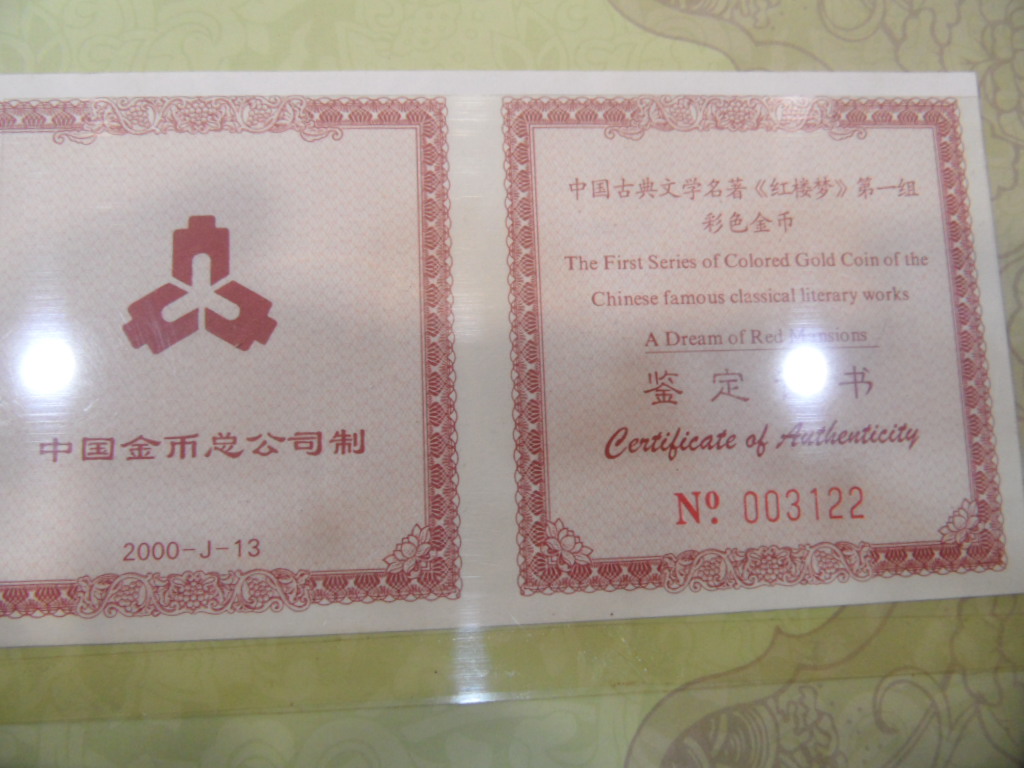 中国金币总公司制
2000-J-13
中国古典文学名著《红楼梦》第一组
彩色金币
The First Series of Colored Gold Coin of the
Chinese famous classical literary works
A Dream of Red Mansions
鉴定 书
Certificate of Authenticity
Nº 003122